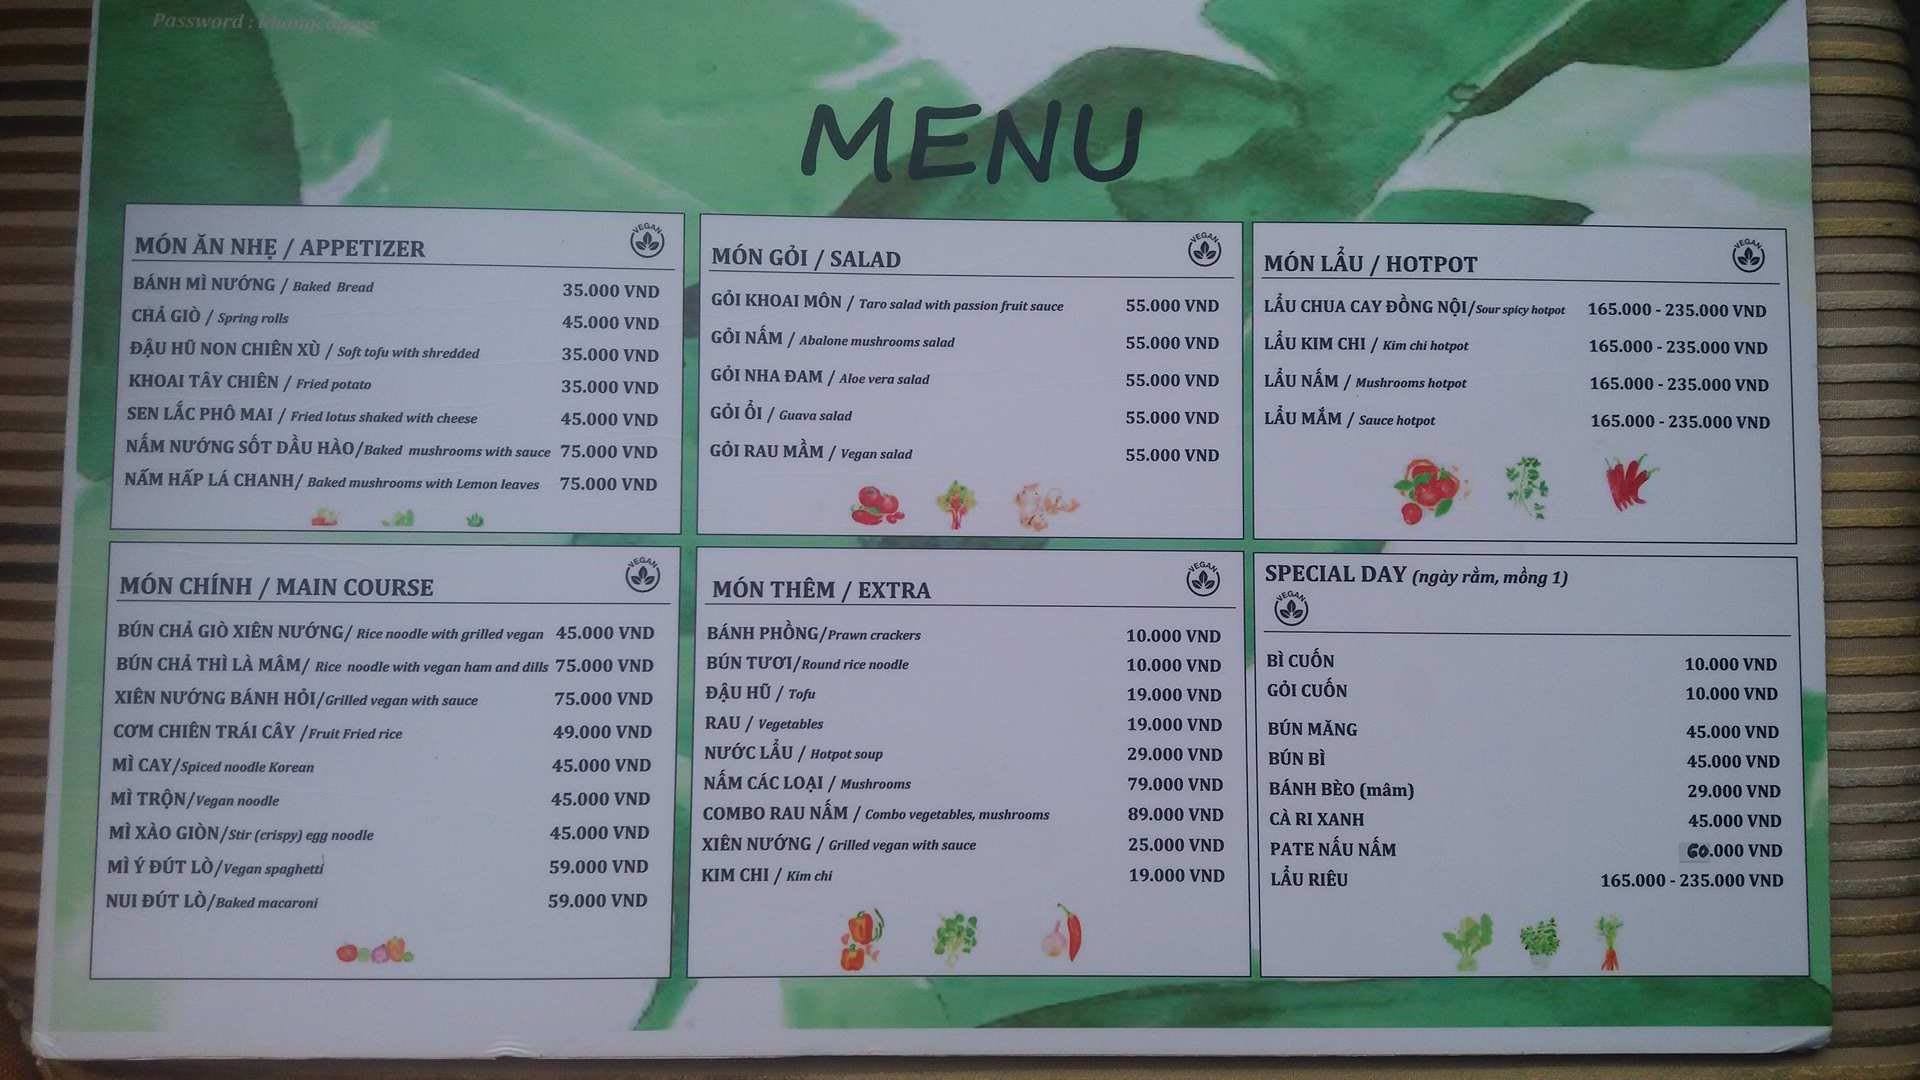 Password :
MENU
MÓN ĂN NHẸ / APPETIZER
VEGAN
BÁNH MÌ NƯỚNG / Baked Bread 35.000 VND
CHẢ GIÒ / Spring rolls 45.000 VND
ĐẬU HŨ NON CHIÊN XÙ / Soft tofu with shredded 35.000 VND
KHOAI TÂY CHIÊN / Fried potato 35.000 VND
SEN LẮC PHÔ MAI / Fried lotus shaked with cheese 45.000 VND
NẤM NƯỚNG SỐT DẦU HÀO/Baked mushrooms with sauce 75.000 VND
NẤM HẤP LÁ CHANH/ Baked mushrooms with Lemon leaves 75.000 VND
MÓN GỎI / SALAD
VEGAN
GỎI KHOAI MÔN / Taro salad with passion fruit sauce 55.000 VND
GỎI NẤM / Abalone mushrooms salad 55.000 VND
GỎI NHA ĐAM / Aloe vera salad 55.000 VND
GỎI ỔI / Guava salad 55.000 VND
GỎI RAU MẦM / Vegan salad 55.000 VND
MÓN LẨU / HOTPOT
VEGAN
LẨU CHUA CAY ĐỒNG NỘI/Sour spicy hotpot 165.000 - 235.000 VND
LẨU KIM CHI / Kim chi hotpot 165.000 - 235.000 VND
LẨU NẤM / Mushrooms hotpot 165.000 - 235.000 VND
LẨU MẮM / Sauce hotpot 165.000 - 235.000 VND
MÓN CHÍNH / MAIN COURSE
VEGAN
BÚN CHẢ GIÒ XIÊN NƯỚNG/ Rice noodle with grilled vegan 45.000 VND
BÚN CHẢ THÌ LÀ MÂM/ Rice noodle with vegan ham and dills 75.000 VND
XIÊN NƯỚNG BÁNH HỎI/Grilled vegan with sauce 75.000 VND
CƠM CHIÊN TRÁI CÂY /Fruit Fried rice 49.000 VND
MÌ CAY/Spiced noodle Korean 45.000 VND
MÌ TRỘN/Vegan noodle 45.000 VND
MÌ XÀO GIÒN/Stir (crispy) egg noodle 45.000 VND
MÌ Ý ĐÚT LÒ/Vegan spaghetti 59.000 VND
NUI ĐÚT LÒ/Baked macaroni 59.000 VND
MÓN THÊM / EXTRA
VEGAN
BÁNH PHỒNG/Prawn crackers 10.000 VND
BÚN TƯƠI/Round rice noodle 10.000 VND
ĐẬU HŨ / Tofu 19.000 VND
RAU / Vegetables 19.000 VND
NƯỚC LẨU / Hotpot soup 29.000 VND
NẤM CÁC LOẠI / Mushrooms 79.000 VND
COMBO RAU NẤM / Combo vegetables, mushrooms 89.000 VND
XIÊN NƯỚNG / Grilled vegan with sauce 25.000 VND
KIM CHI / Kim chi 19.000 VND
SPECIAL DAY (ngày rằm, mồng 1)
VEGAN
BÌ CUỐN 10.000 VND
GỎI CUỐN 10.000 VND
BÚN MĂNG 45.000 VND
BÚN BÌ 45.000 VND
BÁNH BÈO (mâm) 29.000 VND
CÀ RI XANH 45.000 VND
PATE NẤU NẤM 60.000 VND
LẨU RIÊU 165.000 - 235.000 VND